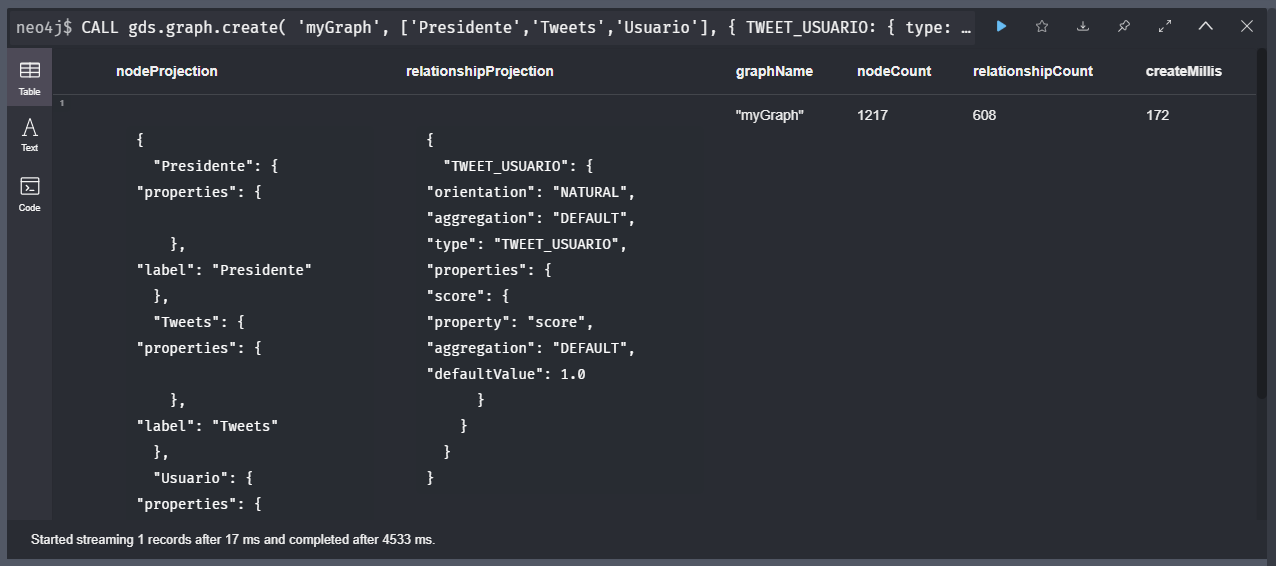 neo4j$ CALL gds.graph.create( 'myGraph', ['Presidente','Tweets','Usuario'], { TWEET_USUARIO: { type: …
Table
Text
Code
nodeProjection relationshipProjection graphName nodeCount relationshipCount createMillis
1
"myGraph" 1217 608 172
{
"Presidente": {
"properties": {
},
"label": "Presidente"
},
"Tweets": {
"properties": {
},
"label": "Tweets"
},
"Usuario": {
"properties": {
{
"TWEET_USUARIO": {
"orientation": "NATURAL",
"aggregation": "DEFAULT",
"type": "TWEET_USUARIO",
"properties": {
"score": {
"property": "score",
"aggregation": "DEFAULT",
"defaultValue": 1.0
}
}
}
}
Started streaming 1 records after 17 ms and completed after 4533 ms.